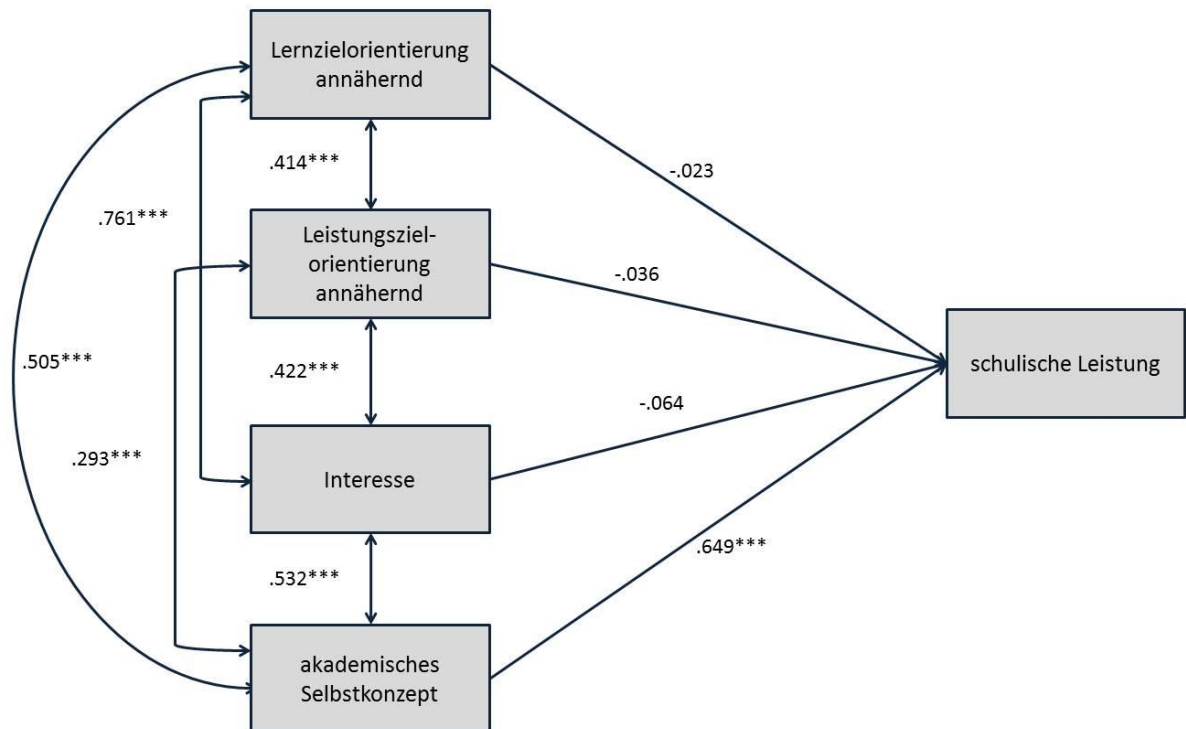 Lernzielorientierung
annähernd
.414***
-.023
.761***
Leistungsziel-
orientierung
annähernd
-.036
.505***
.422***
schulische Leistung
-.064
.293***
Interesse
.649***
.532***
akademisches
Selbstkonzept